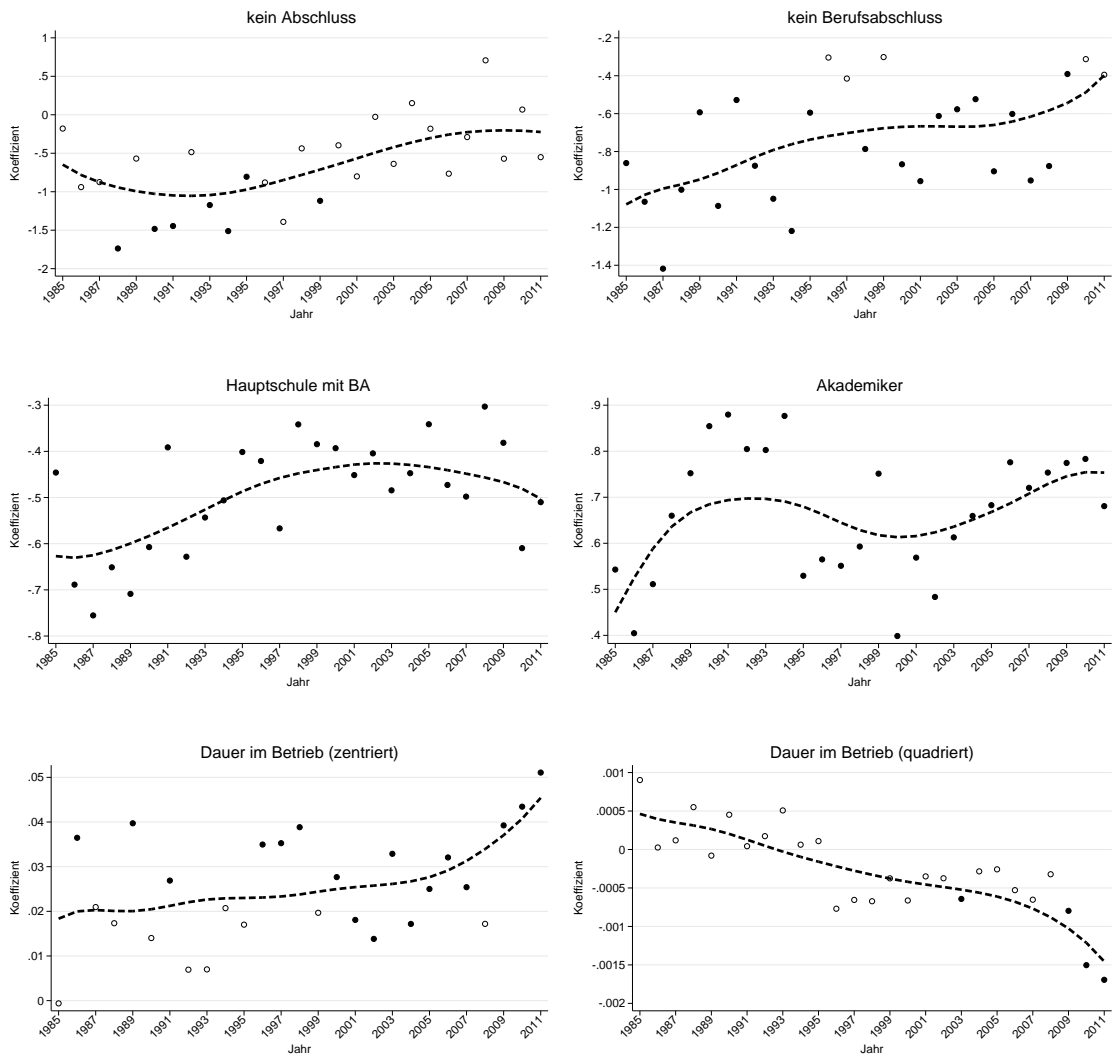 kein Abschluss
Koeffizient
1
.5
0
-.5
-1
-1.5
-2
1985 1987 1989 1991 1993 1995 1997 1999 2001 2003 2005 2007 2009 2011
Jahr
kein Berufsabschluss
Koeffizient
-.2
-.4
-.6
-.8
-1
-1.2
-1.4
1985 1987 1989 1991 1993 1995 1997 1999 2001 2003 2005 2007 2009 2011
Jahr
Hauptschule mit BA
Koeffizient
-.3
-.4
-.5
-.6
-.7
-.8
1985 1987 1989 1991 1993 1995 1997 1999 2001 2003 2005 2007 2009 2011
Jahr
Akademiker
Koeffizient
.9
.8
.7
.6
.5
.4
1985 1987 1989 1991 1993 1995 1997 1999 2001 2003 2005 2007 2009 2011
Jahr
Dauer im Betrieb (zentriert)
Koeffizient
.05
.04
.03
.02
.01
0
1985 1987 1989 1991 1993 1995 1997 1999 2001 2003 2005 2007 2009 2011
Jahr
Dauer im Betrieb (quadriert)
Koeffizient
.001
.0005
0
-.0005
-.001
-.0015
-.002
1985 1987 1989 1991 1993 1995 1997 1999 2001 2003 2005 2007 2009 2011
Jahr